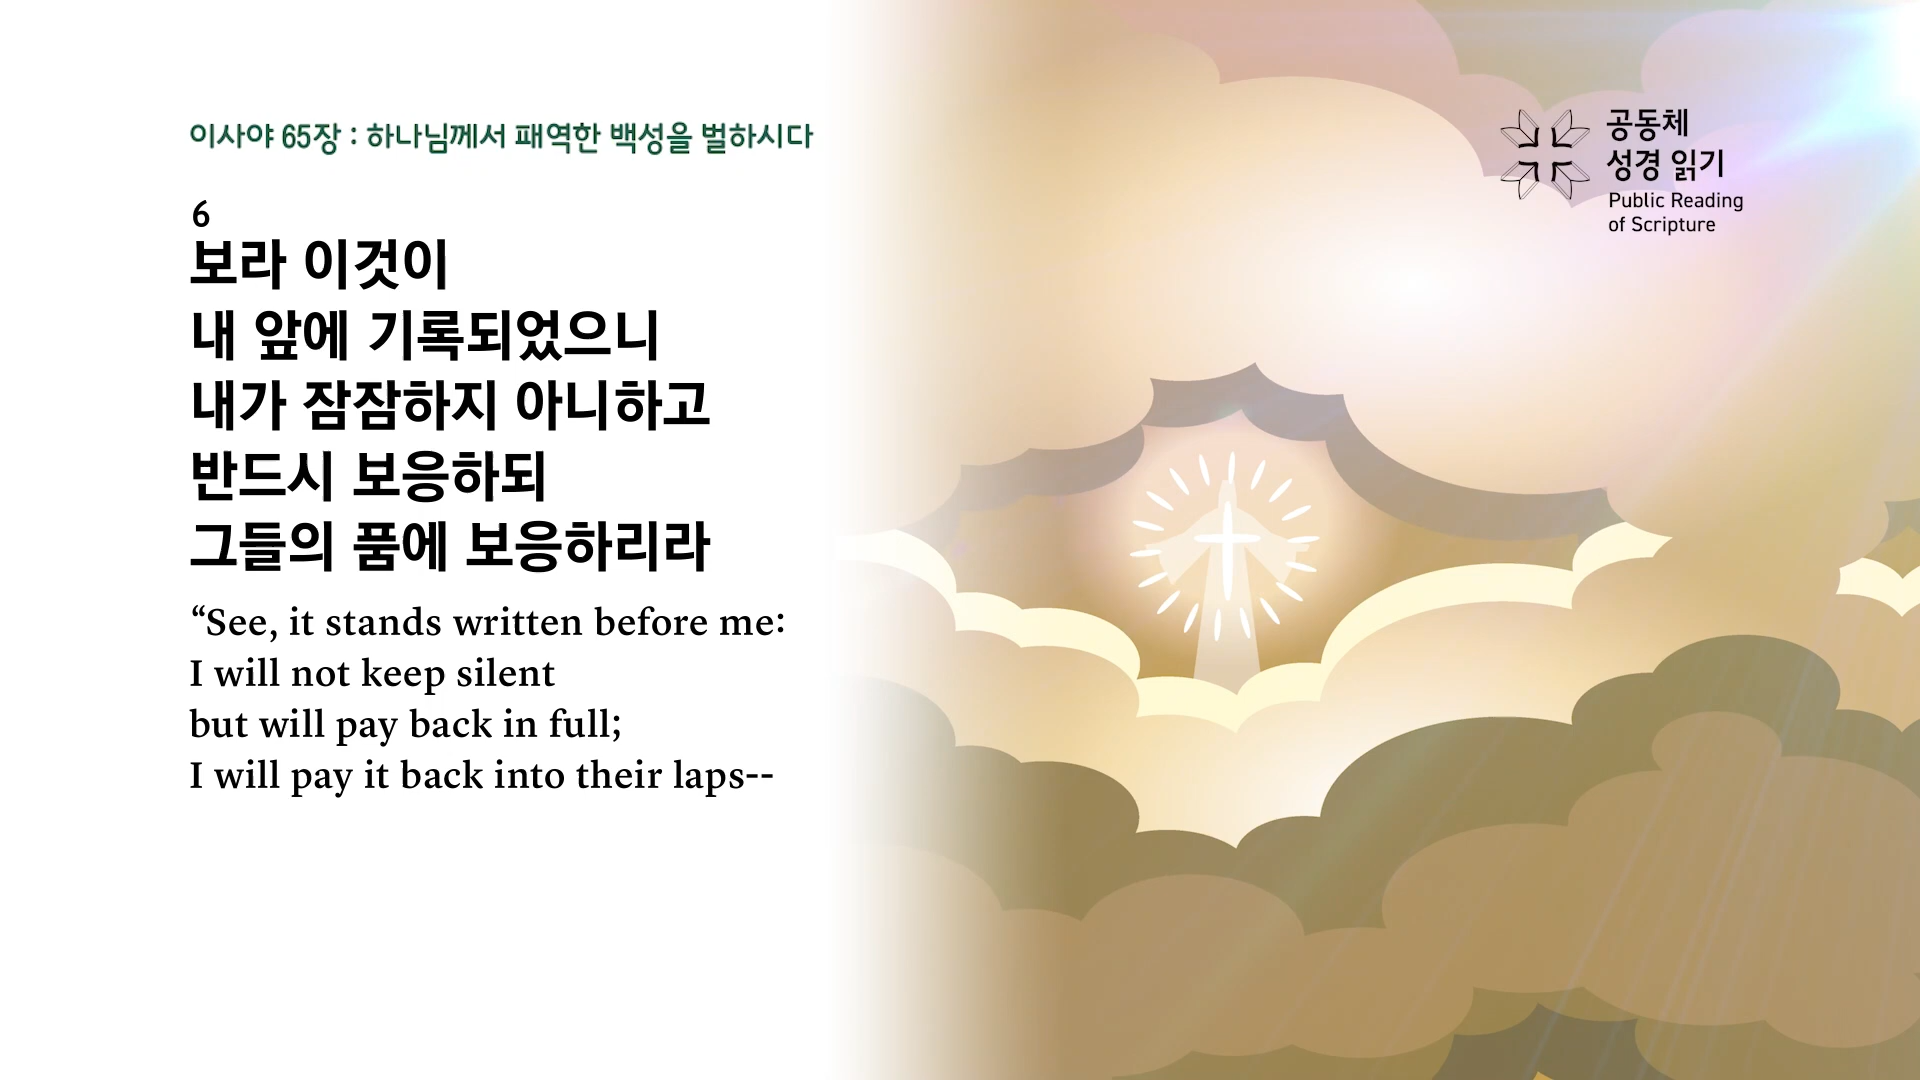 이사야 65장 : 하나님께서 패역한 백성을 벌하시다
6
보라 이것이
내 앞에 기록되었으니
내가 잠잠하지 아니하고
반드시 보응하되
그들의 품에 보응하리라
“See, it stands written before me:
I will not keep silent
but will pay back in full;
I will pay it back into their laps--
공동체
성경 읽기
Public Reading
of Scripture